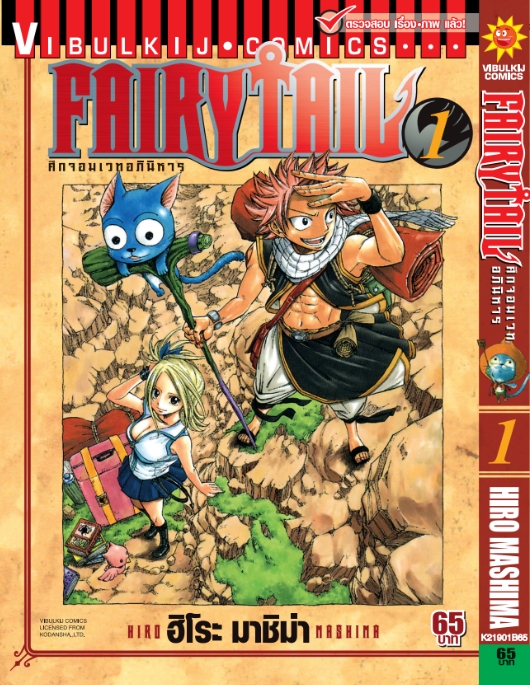 ตรวจสอบ เรื่อง-ภาพ แล้ว!
VIBULKIJ•COMICS•••
FAIRY TAIL
1
ศึกจอมเวทอภินิหาร
VIBULKIJ COMICS
LICENSED FROM
KODANSHA.,LTD.
HIRO ฮิโระ มาชิม่า MASHIMA
65
บาท
VIBULKIJ
COMICS
FAIRY TAIL
ศึกจอมเวท
อภินิหาร
1
HIRO MASHIMA
K21901B65
65
บาท